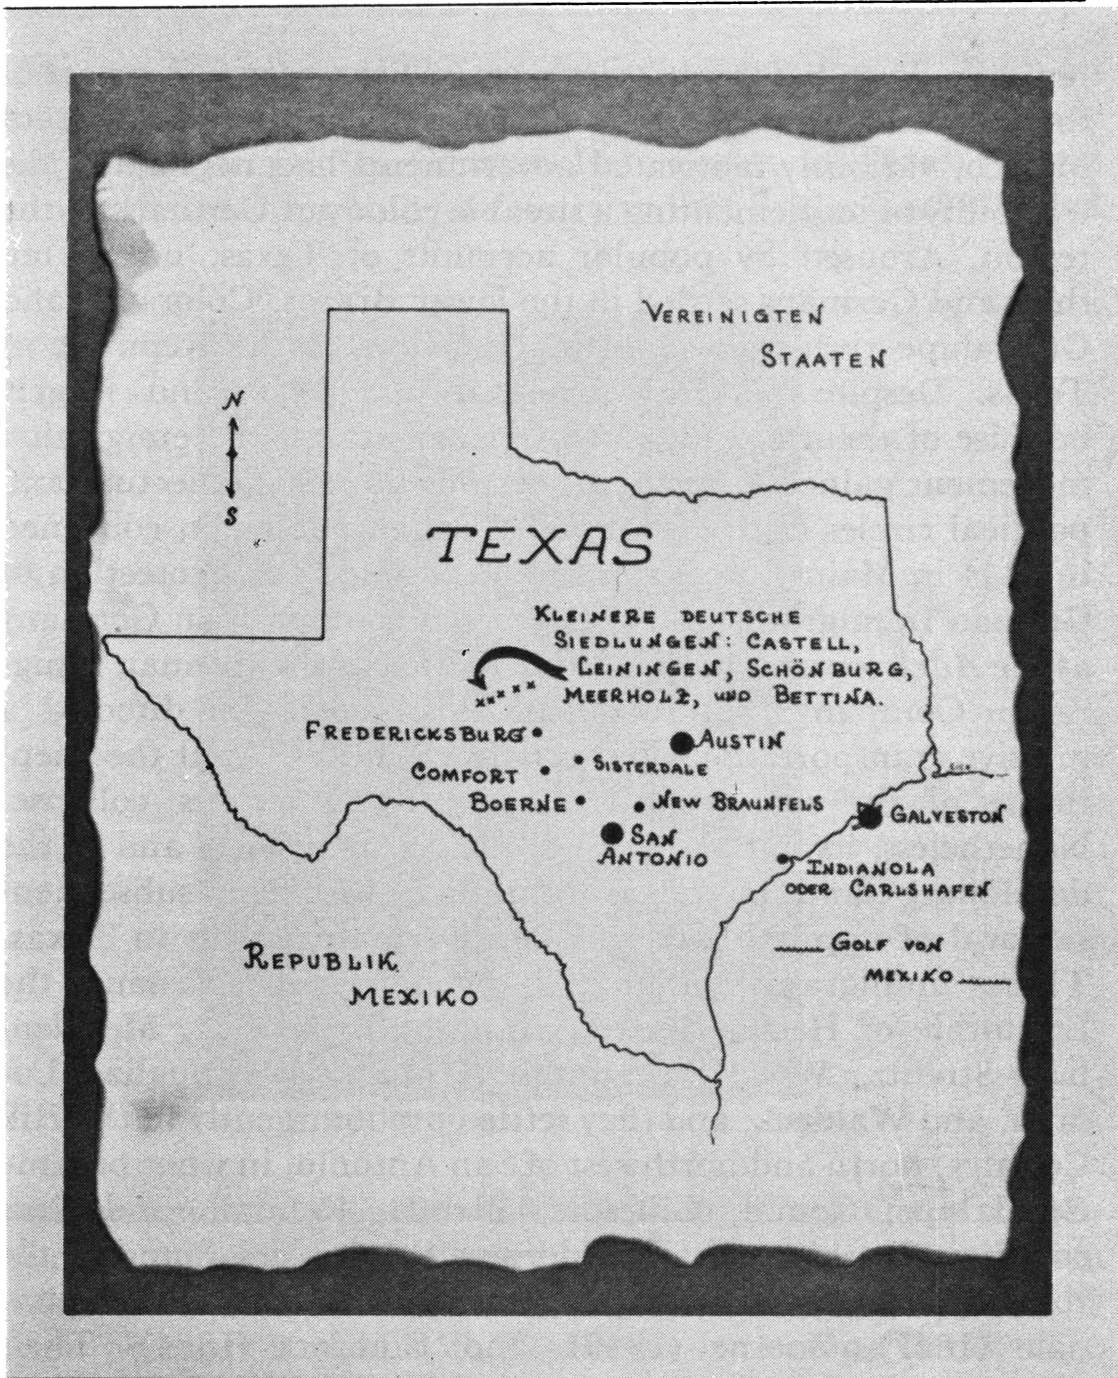 VEREINIGTEN
STAATEN
N
S
TEXAS
KLEINERE DEUTSCHE
SIEDLUNGEN: CASTELL,
LEININGEN, SCHÖNBURG,
MEERHOLZ, UND BETTINA.
FREDERICKSBURG
AUSTIN
SISTERDALE
COMFORT
BOERNE
NEW BRAUNFELS
GALVESTON
SAN
ANTONIO
INDIANOLA
ODER CARLSHAFEN
GOLF VON
MEXIKO
REPUBLIK
MEXIKO